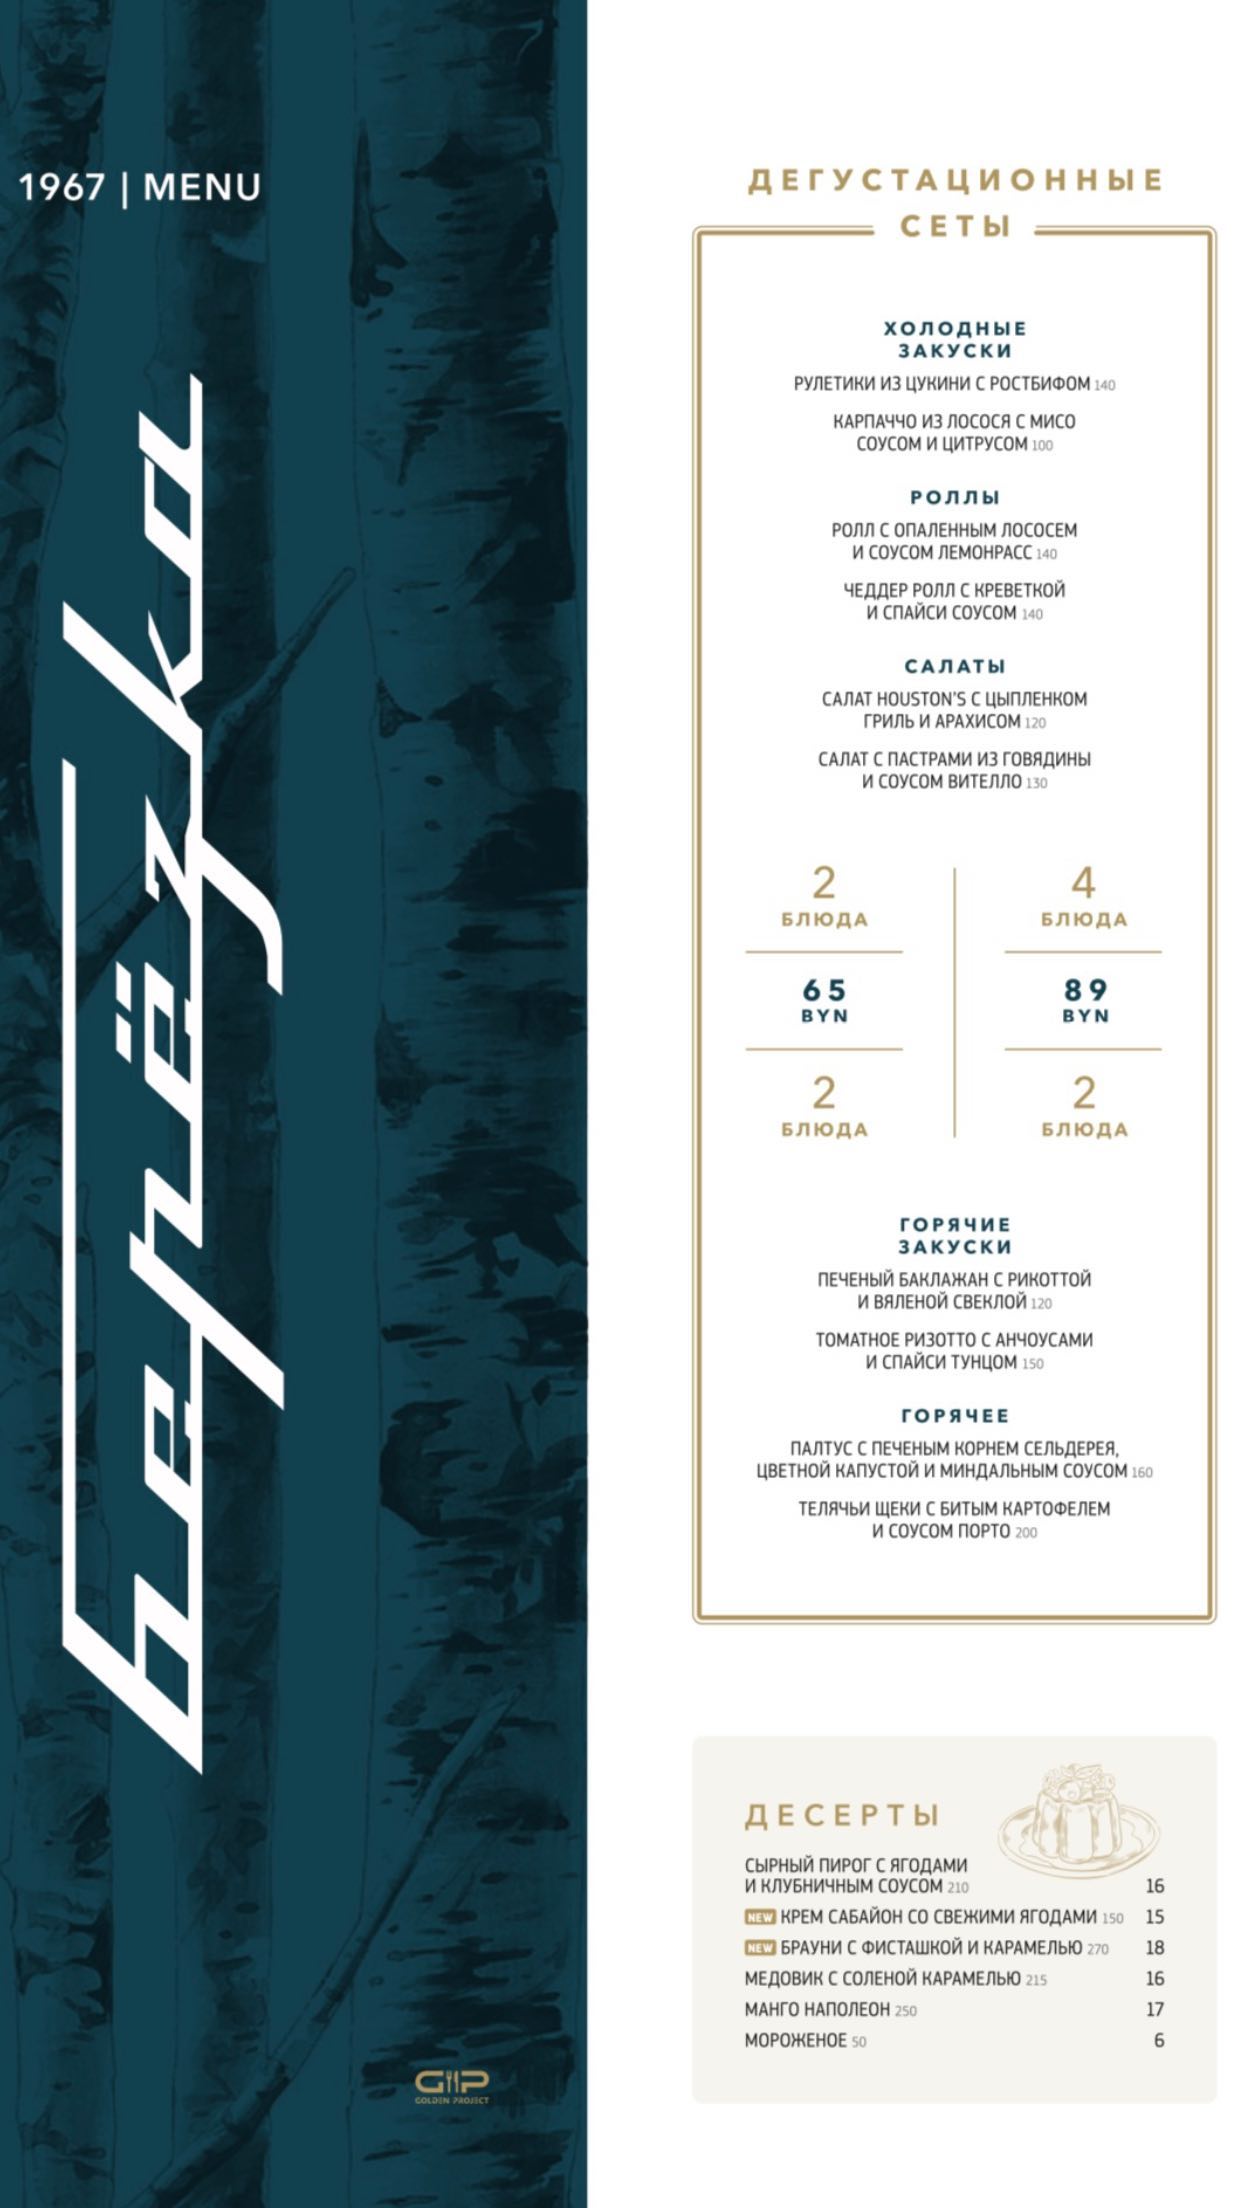 1967 | MENU
Берёzka
ДЕГУСТАЦИОННЫЕ
СЕТЫ
ХОЛОДНЫЕ
ЗАКУСКИ
РУЛЕТИКИ ИЗ ЦУКИНИ С РОСТБИФОМ 140
КАРПАЧЧО ИЗ ЛОСОСЯ С МИСО
СОУСОМ И ЦИТРУСОМ 100
РОЛЛЫ
РОЛЛ С ОПАЛЕННЫМ ЛОСОСЕМ
И СОУСОМ ЛЕМОНРАСС 140
ЧЕДДЕР РОЛЛ С КРЕВЕТКОЙ
И СПАЙСИ СОУСОМ 140
САЛАТЫ
САЛАТ HOUSTON'S С ЦЫПЛЕНКОМ
ГРИЛЬ И АРАХИСОМ 120
САЛАТ С ПАСТРАМИ ИЗ ГОВЯДИНЫ
И СОУСОМ ВИТЕЛЛО 130
2 4
БЛЮДА БЛЮДА
65 89
BYN BYN
2 2
БЛЮДА БЛЮДА
ГОРЯЧИЕ
ЗАКУСКИ
ПЕЧЕНЫЙ БАКЛАЖАН С РИКОТТОЙ
И ВЯЛЕНОЙ СВЕКЛОЙ 120
ТОМАТНОЕ РИЗОТТО С АНЧОУСАМИ
И СПАЙСИ ТУНЦОМ 150
ГОРЯЧЕЕ
ПАЛТУС С ПЕЧЕНЫМ КОРНЕМ СЕЛЬДЕРЕЯ,
ЦВЕТНОЙ КАПУСТОЙ И МИНДАЛЬНЫМ СОУСОМ 160
ТЕЛЯЧЬИ ЩЕКИ С БИТЫМ КАРТОФЕЛЕМ
И СОУСОМ ПОРТО 200
ДЕСЕРТЫ
СЫРНЫЙ ПИРОГ С ЯГОДАМИ
И КЛУБНИЧНЫМ СОУСОМ 210 16
NEW КРЕМ САБАЙОН СО СВЕЖИМИ ЯГОДАМИ 150 15
NEW БРАУНИ С ФИСТАШКОЙ И КАРАМЕЛЬЮ 270 18
МЕДОВИК С СОЛЕНОЙ КАРАМЕЛЬЮ 215 16
МАНГО НАПОЛЕОН 250 17
МОРОЖЕНОЕ 50 6
GP
GOLDEN PROJECT